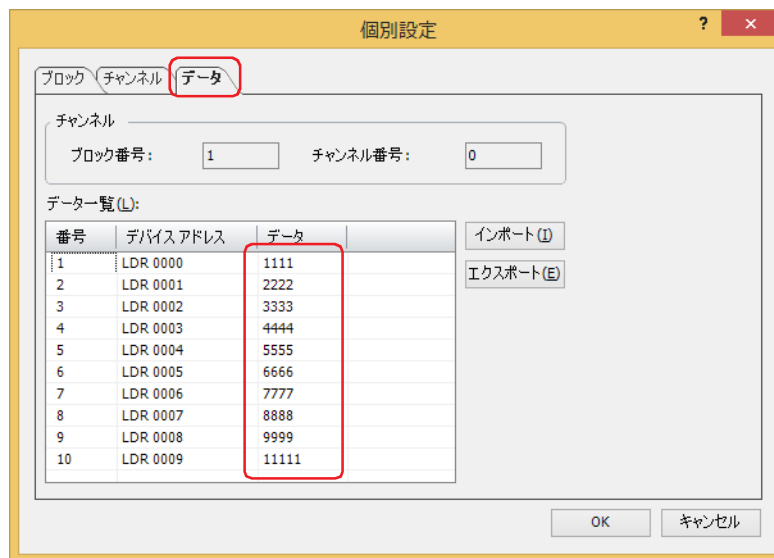 個別設定 ? ×
ブロック チャンネル データ
チャンネル
ブロック番号: 1 チャンネル番号: 0
データ一覧(L):
番号 デバイスアドレス データ
1 LDR 0000 1111
2 LDR 0001 2222
3 LDR 0002 3333
4 LDR 0003 4444
5 LDR 0004 5555
6 LDR 0005 6666
7 LDR 0006 7777
8 LDR 0007 8888
9 LDR 0008 9999
10 LDR 0009 11111
インポート(I)
エクスポート(E)
OK キャンセル